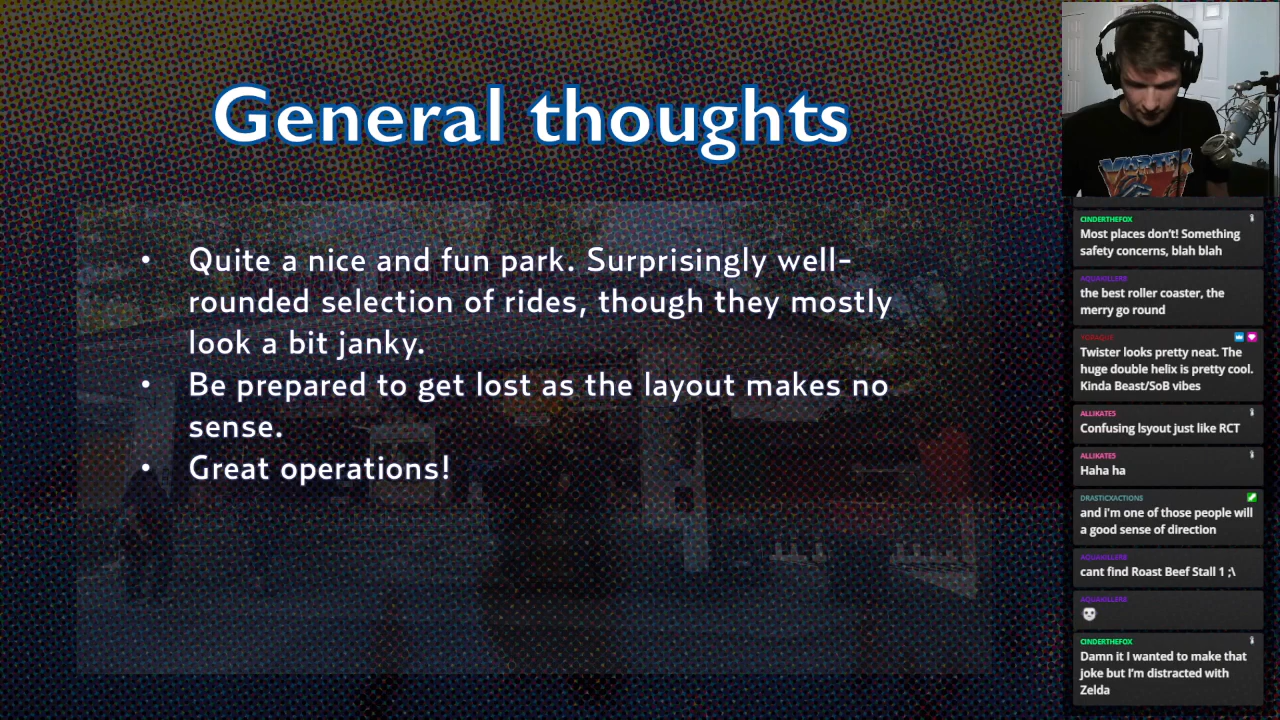 General thoughts
• Quite a nice and fun park. Surprisingly well-
rounded selection of rides, though they mostly
look a bit janky.
• Be prepared to get lost as the layout makes no
sense.
• Great operations!
VORTEX
CINDERTHEFOX
Most places don't! Something
safety concerns, blah blah
the best roller coaster, the
merry go round
Twister looks pretty neat. The
huge double helix is pretty cool.
Kinda Beast/SoB vibes
ALLIKAT65
Confusing lsyout just like RCT
ALLIKAT65
Haha ha
DRASTICXACTIONS
and i'm one of those people will
a good sense of direction
cant find Roast Beef Stall 1 ;\
CINDERTHEFOX
Damn it I wanted to make that
joke but I'm distracted with
Zelda